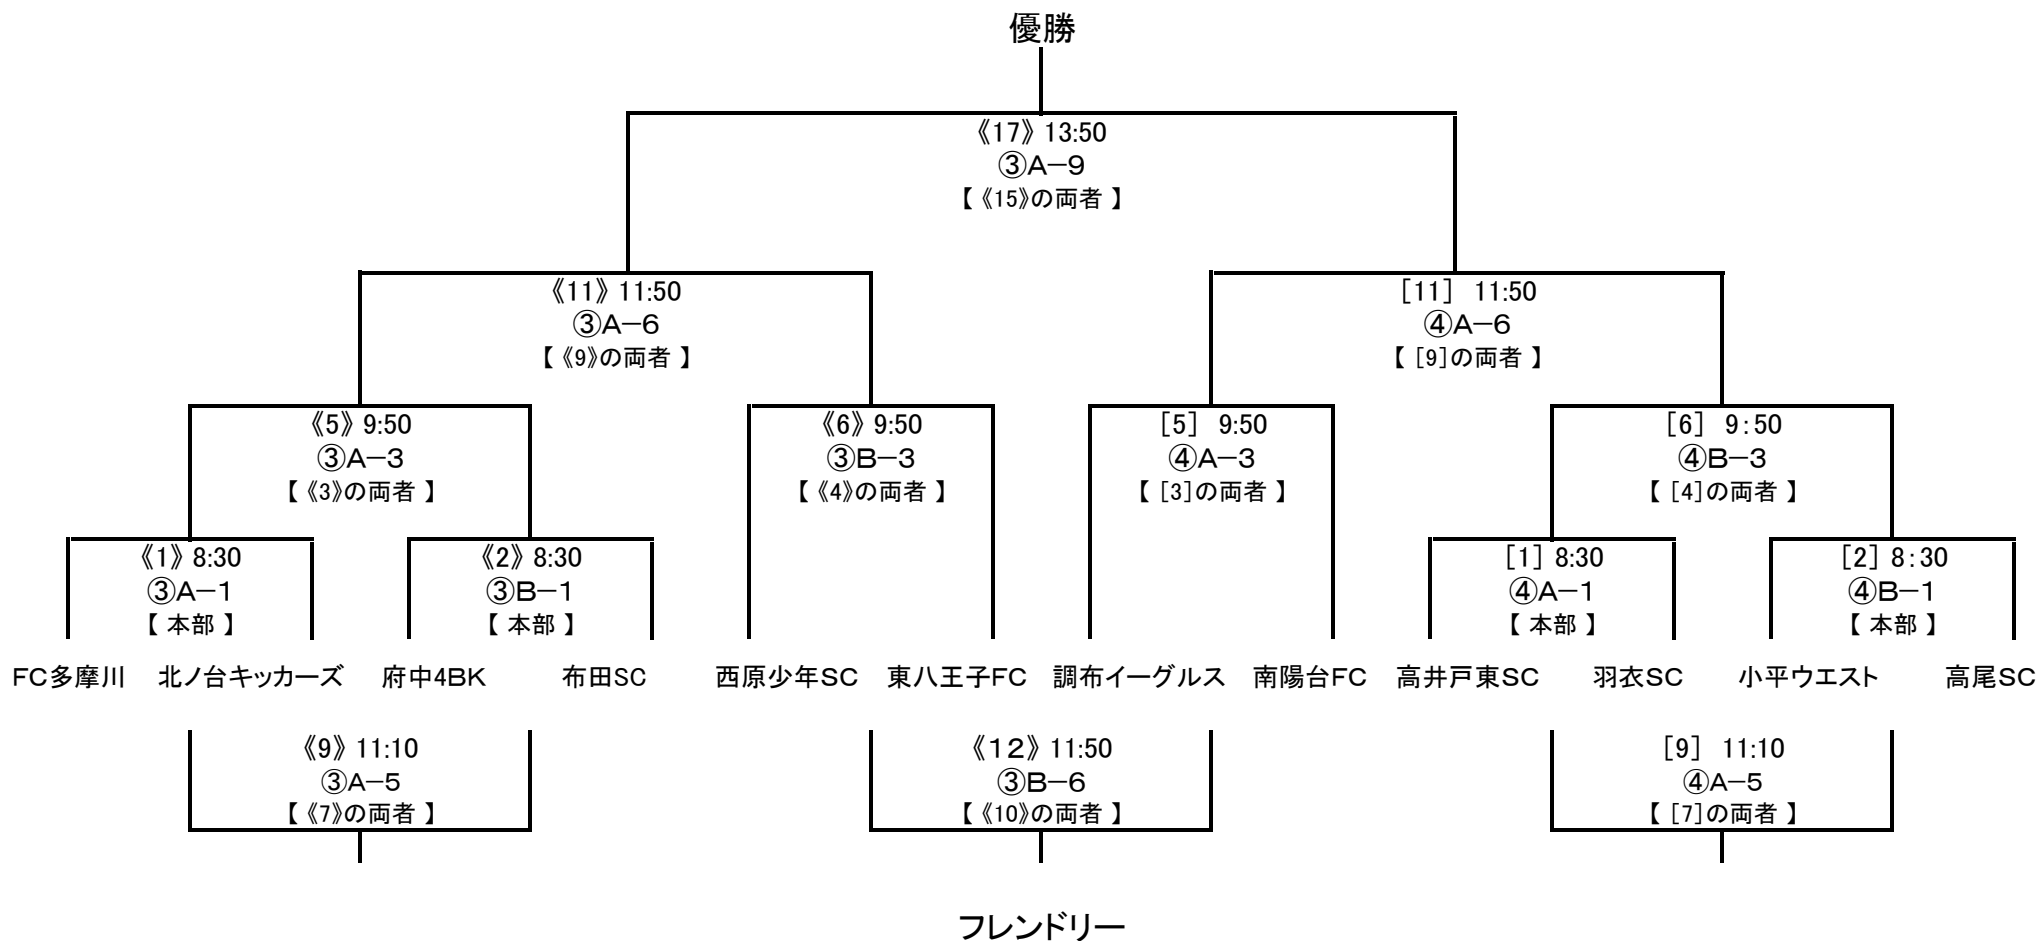 優勝
《17》 13:50
③A－9
【 《15》の両者 】
《11》 11:50
③A－6
【 《9》の両者 】
[11] 11:50
④A－6
【 [9]の両者 】
《5》 9:50
③A－3
【 《3》の両者 】
《6》 9:50
③B－3
【 《4》の両者 】
[5] 9:50
④A－3
【 [3]の両者 】
[6] 9:50
④B－3
【 [4]の両者 】
《1》 8:30
③A－1
【 本部 】
《2》 8:30
③B－1
【 本部 】
[1] 8:30
④A－1
【 本部 】
[2] 8:30
④B－1
【 本部 】
FC多摩川 北ノ台キッカーズ 府中4BK 布田SC 西原少年SC 東八王子FC 調布イーグルス 南陽台FC 高井戸東SC 羽衣SC 小平ウエスト 高尾SC
《9》 11:10
③A－5
【 《7》の両者 】
《12》 11:50
③B－6
【 《10》の両者 】
[9] 11:10
④A－5
【 [7]の両者 】
フレンドリー